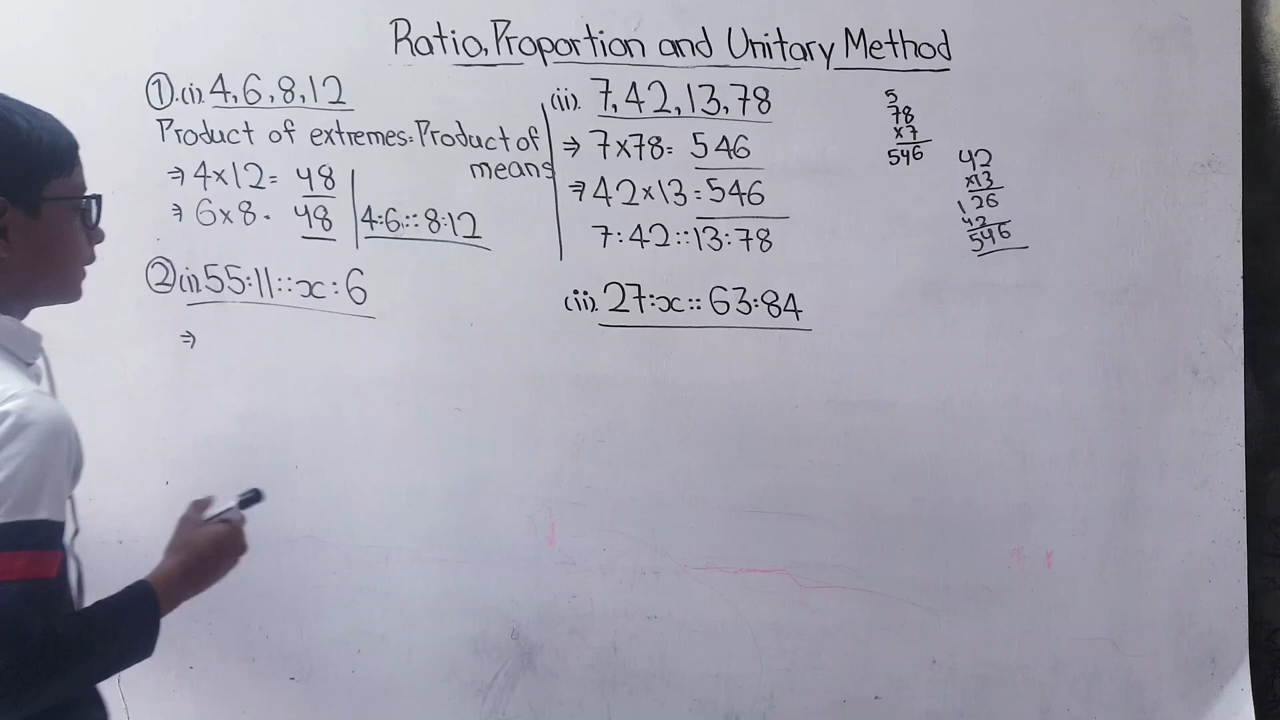 Ratio, Proportion and Unitary Method
①.(i). 4,6,8,12
Product of extremes=Product of means
⇒ 4×12= 48
⇒ 6×8= 48
4:6::8:12
(ii). 7,42,13,78
⇒ 7×78= 546
⇒ 42×13=546
7:42::13:78
5
78
×7
546
42
×13
1 26
42
546
②(i). 55:11::x:6
⇒
(ii). 27:x::63:84